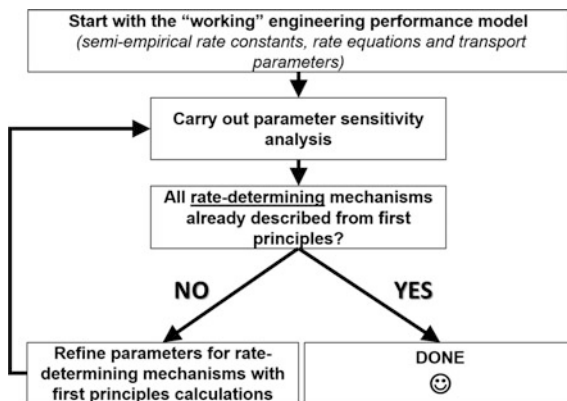 Start with the “working” engineering performance model
(semi-empirical rate constants, rate equations and transport
parameters)
Carry out parameter sensitivity
analysis
All rate-determining mechanisms
already described from first
principles?
NO
YES
Refine parameters for rate-
determining mechanisms with
first principles calculations
DONE
☺